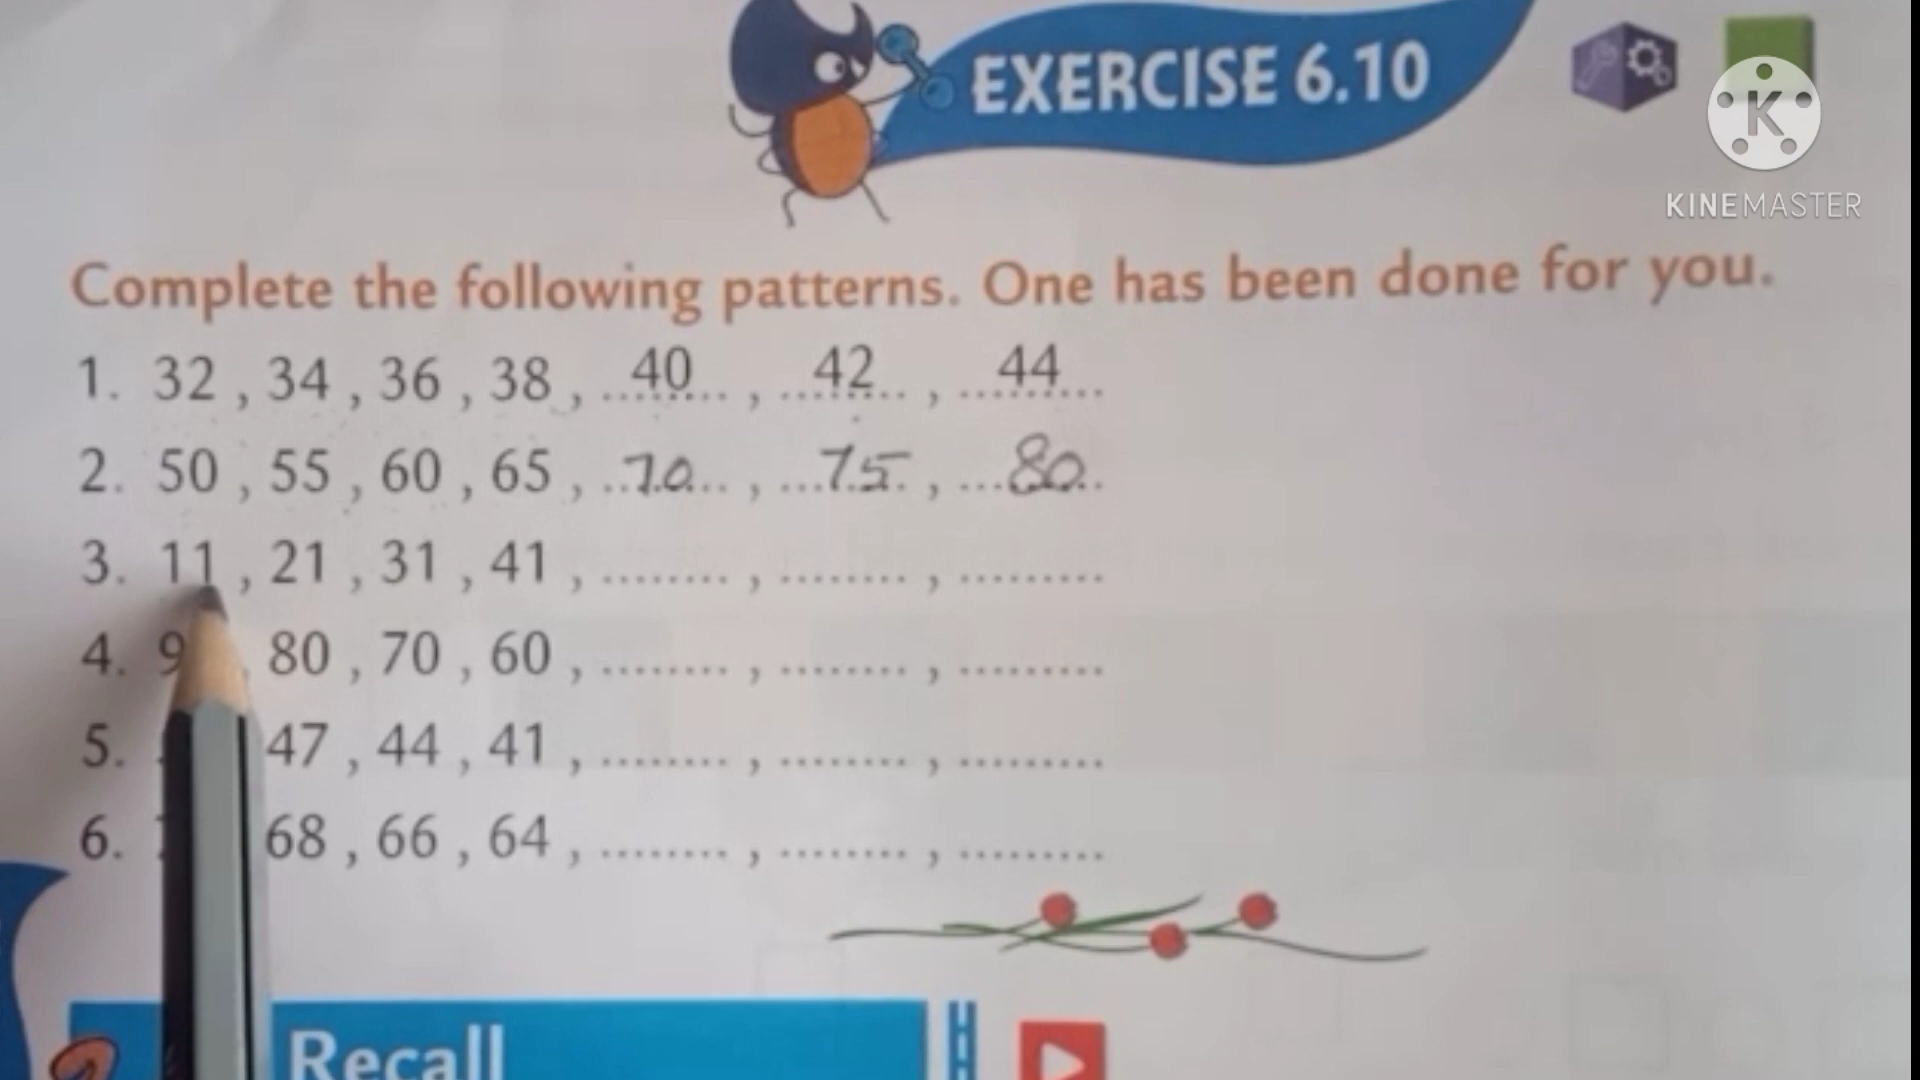 EXERCISE 6.10
K
KINEMASTER
Complete the following patterns. One has been done for you.
1. 32 , 34 , 36 , 38 , ...40... , ...42... , ...44...
2. 50 , 55 , 60 , 65 , ...70... , ...75... , ...80...
3. 11 , 21 , 31 , 41 , ........ , ........ , .........
4. 80 , 70 , 60 , ........ , ........ , .........
5. 47 , 44 , 41 , ........ , ........ , .........
6. 68 , 66 , 64 , ........ , ........ , .........
Recall